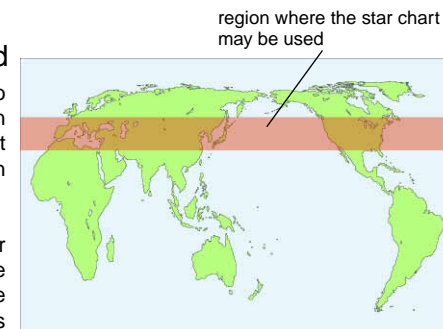 region where the star chart
may be used
d
o
n
t
n
r
e
e
s